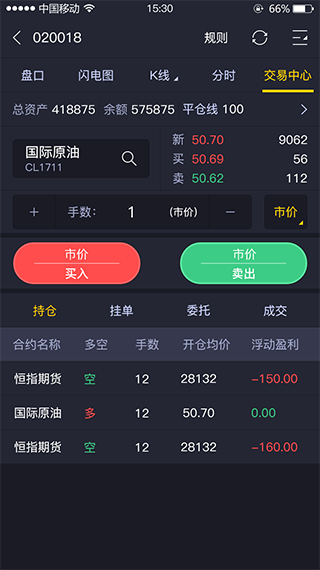 中国移动 15:30 66%
020018 规则
盘口 闪电图 K线 分时 交易中心
总资产 418875 余额 575875 平仓线 100
国际原油
CL1711
新 50.70 9062
买 50.69 56
卖 50.62 112
+ 手数: 1 (市价) − 市价
市价 市价
买入 卖出
持仓 挂单 委托 成交
合约名称 多空 手数 开仓均价 浮动盈利
恒指期货 空 12 28132 −150.00
国际原油 多 12 50.70 0.00
恒指期货 空 12 28132 −160.00